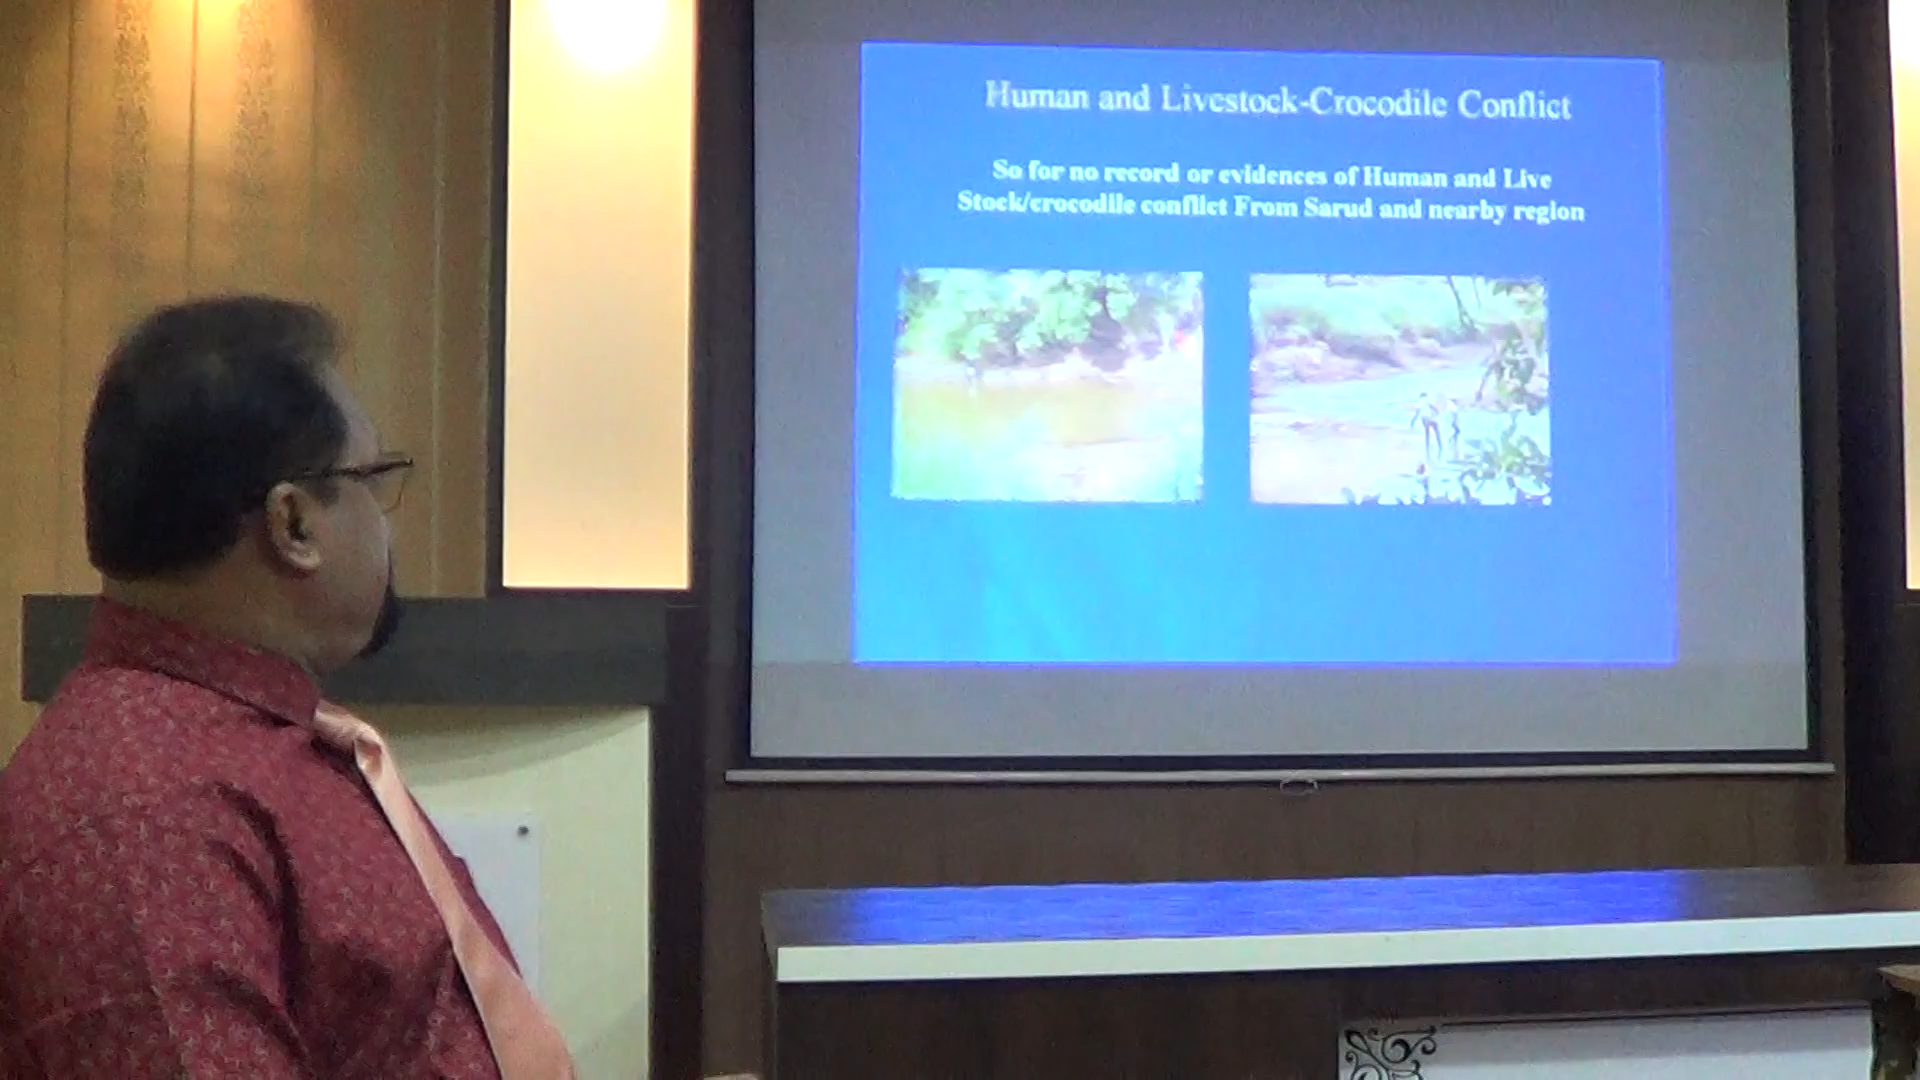 Human and Livestock-Crocodile Conflict
So for no record or evidences of Human and Live
Stock/crocodile conflict From Sarud and nearby region